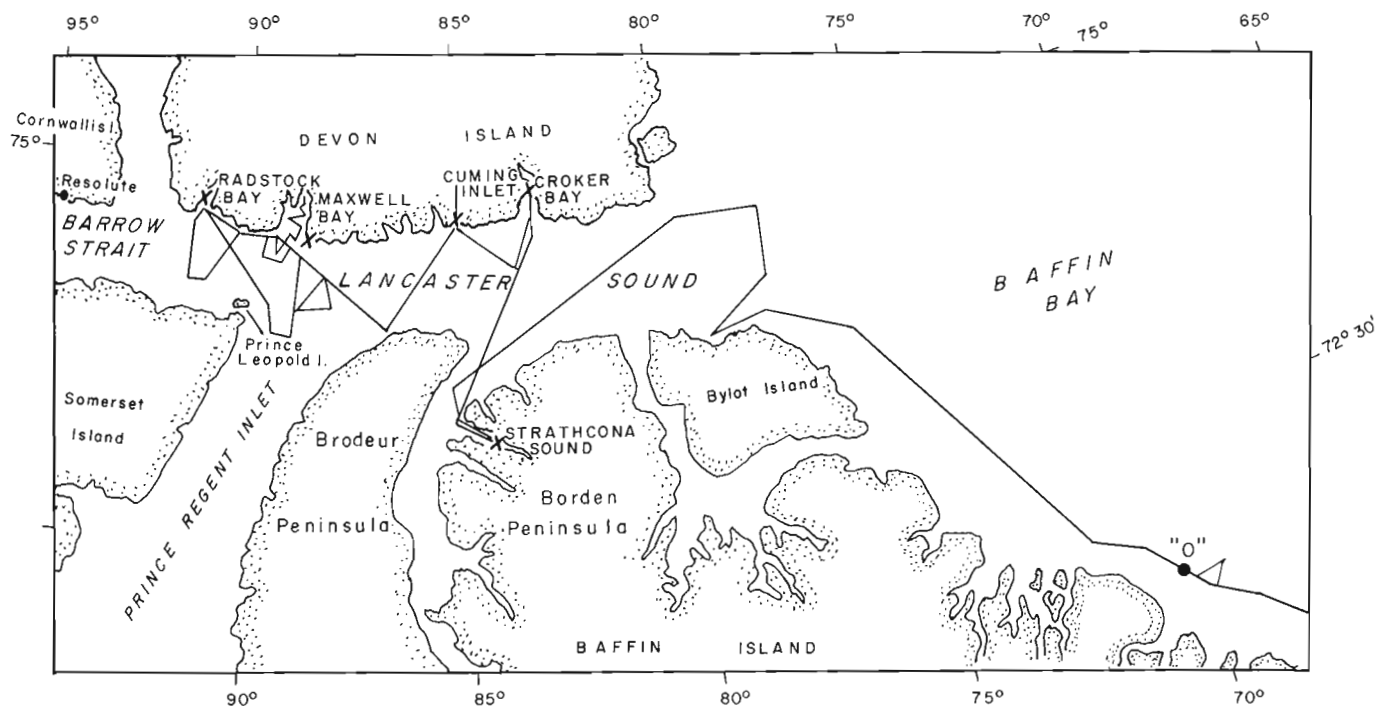 95° 90° 85° 80° 75° 70° 75° 65°
Cornwallis I.
75°
DEVON ISLAND
Resolute
RADSTOCK
BAY
MAXWELL
BAY
CUMING
INLET
CROKER
BAY
BARROW
STRAIT
LANCASTER SOUND
BAFFIN
BAY
Prince
Leopold I.
72° 30'
Somerset
Island
PRINCE REGENT INLET
Brodeur
Peninsula
STRATHCONA
SOUND
Borden
Peninsula
Bylot Island
"O"
BAFFIN ISLAND
90° 85° 80° 75° 70°